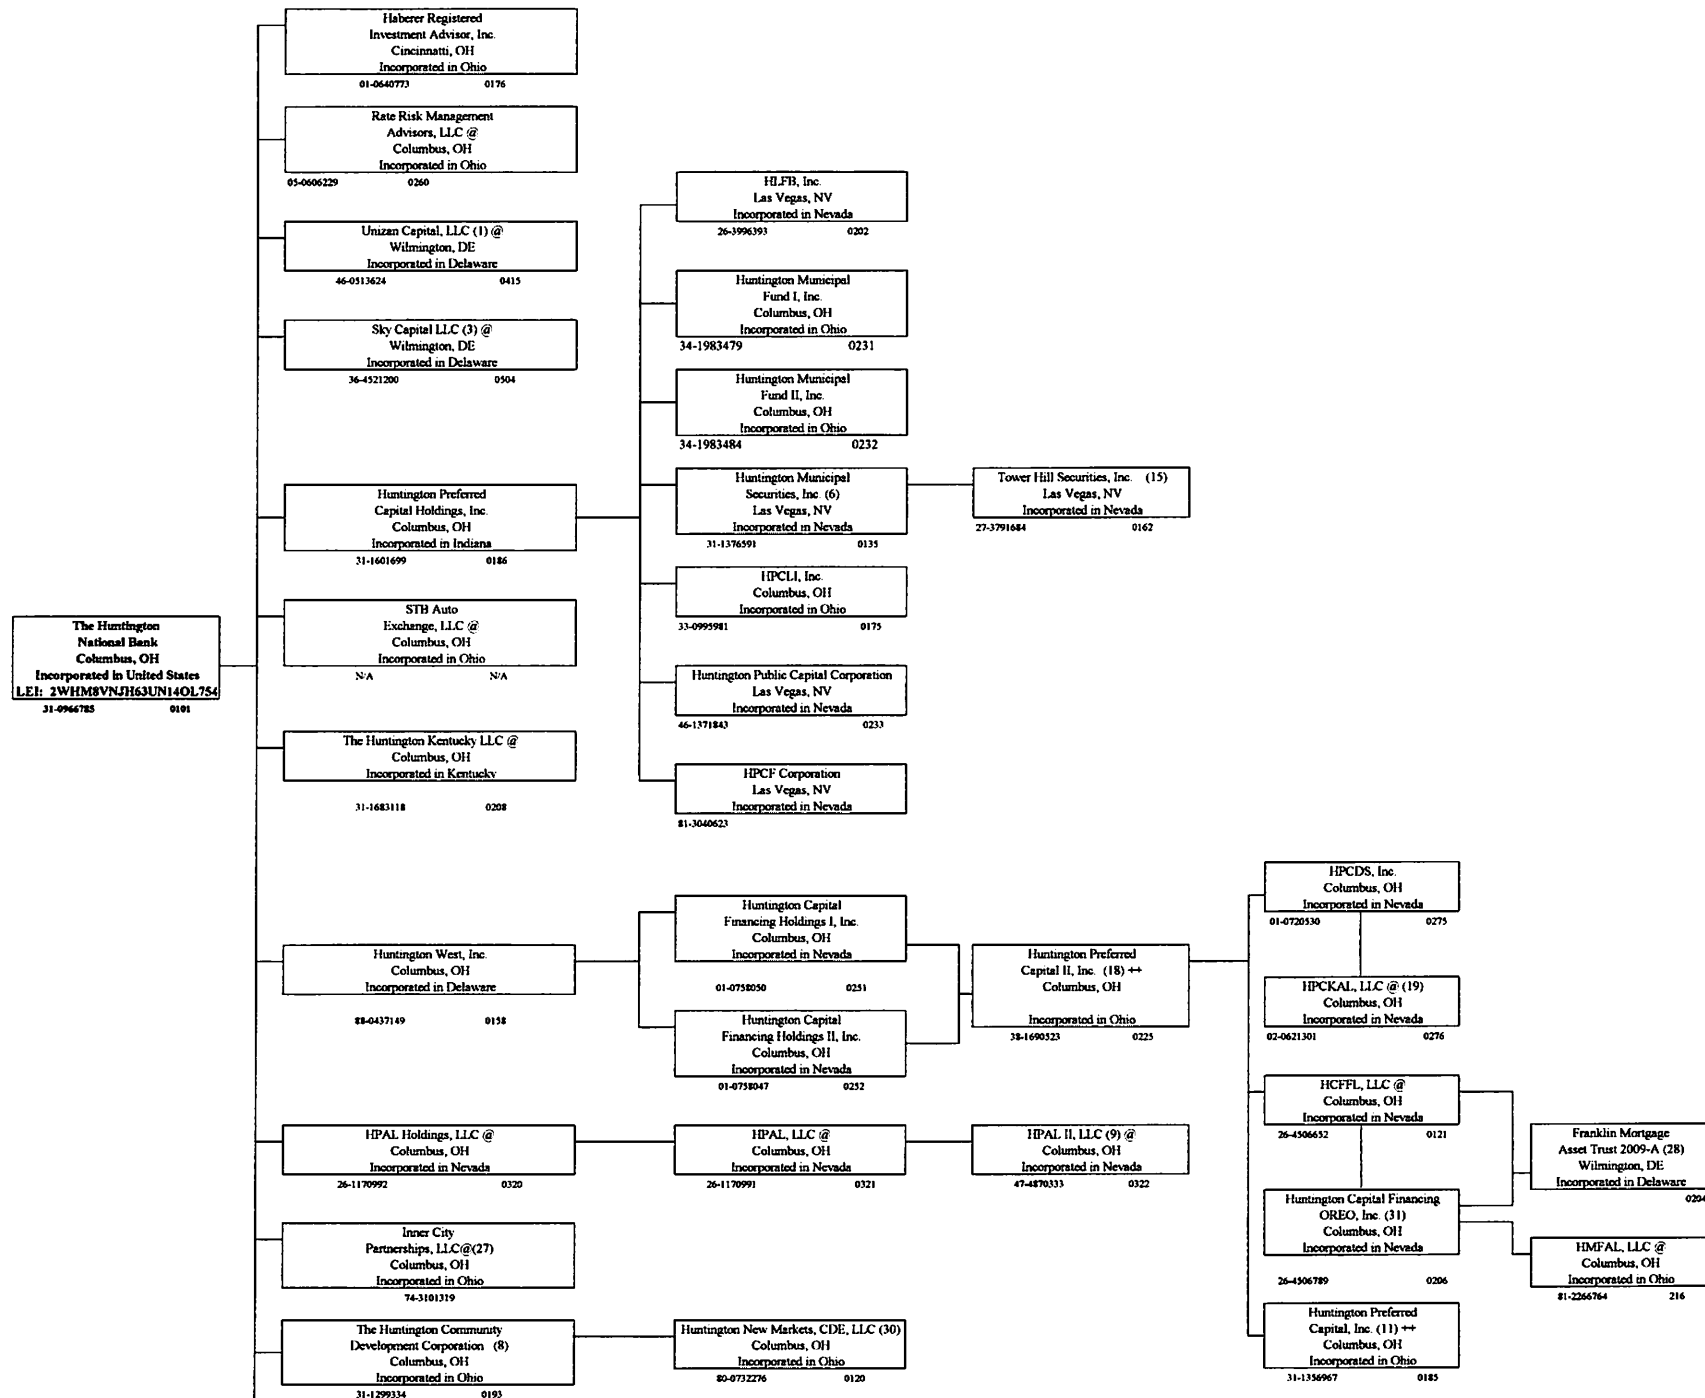 Haberer Registered
Investment Advisor, Inc.
Cincinnatti, OH
Incorporated in Ohio
01-0640773 0176
Rate Risk Management
Advisors, LLC @
Columbus, OH
Incorporated in Ohio
05-0606229 0260
Unizan Capital, LLC (1) @
Wilmington, DE
Incorporated in Delaware
46-0513624 0415
Sky Capital LLC (3) @
Wilmington, DE
Incorporated in Delaware
36-4521200 0504
Huntington Preferred
Capital Holdings, Inc.
Columbus, OH
Incorporated in Indiana
31-1601699 0186
STB Auto
Exchange, LLC @
Columbus, OH
Incorporated in Ohio
N/A N/A
The Huntington
National Bank
Columbus, OH
Incorporated in United States
LEI: 2WHM8VNJH63UN14OL754
31-0966785 0101
The Huntington Kentucky LLC @
Columbus, OH
Incorporated in Kentucky
31-1683118 0208
HLFB, Inc.
Las Vegas, NV
Incorporated in Nevada
26-3996393 0202
Huntington Municipal
Fund I, Inc.
Columbus, OH
Incorporated in Ohio
34-1983479 0231
Huntington Municipal
Fund II, Inc.
Columbus, OH
Incorporated in Ohio
34-1983484 0232
Huntington Municipal
Securities, Inc. (6)
Las Vegas, NV
Incorporated in Nevada
31-1376591 0135
Tower Hill Securities, Inc. (15)
Las Vegas, NV
Incorporated in Nevada
27-3791684 0162
HPCLI, Inc.
Columbus, OH
Incorporated in Ohio
33-0995981 0175
Huntington Public Capital Corporation
Las Vegas, NV
Incorporated in Nevada
46-1371843 0233
HPCF Corporation
Las Vegas, NV
Incorporated in Nevada
81-3040623
Huntington West, Inc.
Columbus, OH
Incorporated in Delaware
88-0437149 0158
Huntington Capital
Financing Holdings I, Inc.
Columbus, OH
Incorporated in Nevada
01-0758050 0251
Huntington Capital
Financing Holdings II, Inc.
Columbus, OH
Incorporated in Nevada
01-0758047 0252
Huntington Preferred
Capital II, Inc. (18) ++
Columbus, OH
Incorporated in Ohio
38-1690523 0225
HPCDS, Inc.
Columbus, OH
Incorporated in Nevada
01-0720530 0275
HPCKAL, LLC @ (19)
Columbus, OH
Incorporated in Nevada
02-0621301 0276
HCFFL, LLC @
Columbus, OH
Incorporated in Nevada
26-4506652 0121
Franklin Mortgage
Asset Trust 2009-A (28)
Wilmington, DE
Incorporated in Delaware
0204
Huntington Capital Financing
OREO, Inc. (31)
Columbus, OH
Incorporated in Nevada
26-4506789 0206
HMFAL, LLC @
Columbus, OH
Incorporated in Ohio
81-2266764 216
Huntington Preferred
Capital, Inc. (11) ++
Columbus, OH
Incorporated in Ohio
31-1356967 0185
HPAL Holdings, LLC @
Columbus, OH
Incorporated in Nevada
26-1170992 0320
HPAL, LLC @
Columbus, OH
Incorporated in Nevada
26-1170991 0321
HPAL II, LLC (9) @
Columbus, OH
Incorporated in Nevada
47-4870333 0322
Inner City
Partnerships, LLC@(27)
Columbus, OH
Incorporated in Ohio
74-3101319
The Huntington Community
Development Corporation (8)
Columbus, OH
Incorporated in Ohio
31-1299334 0193
Huntington New Markets, CDE, LLC (30)
Columbus, OH
Incorporated in Ohio
80-0732276 0120